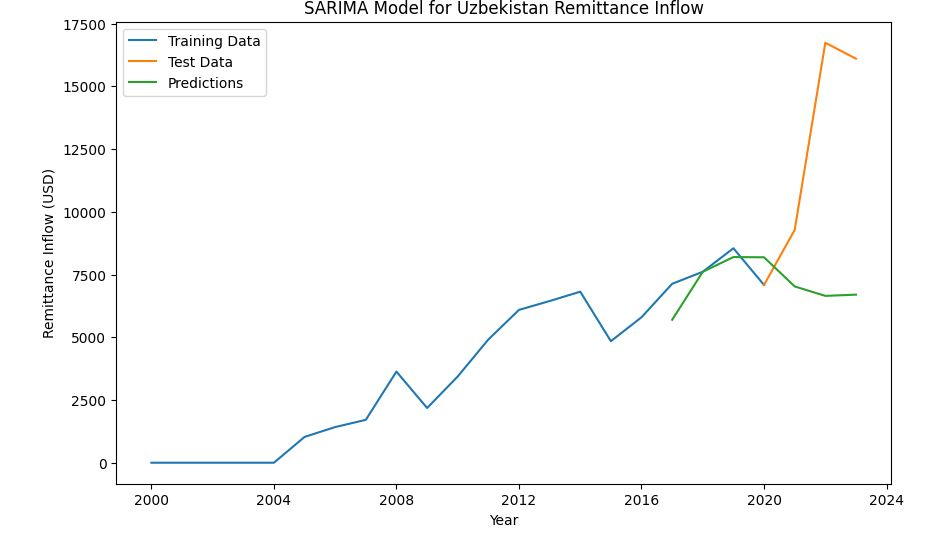 SARIMA Model for Uzbekistan Remittance Inflow
Training Data
Test Data
Predictions
17500
15000
12500
10000
7500
5000
2500
0
Remittance Inflow (USD)
2000 2004 2008 2012 2016 2020 2024
Year